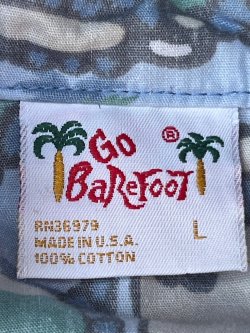 Go ®
BaReFooT
RN36979
MADE IN U.S.A.
100% COTTON
L